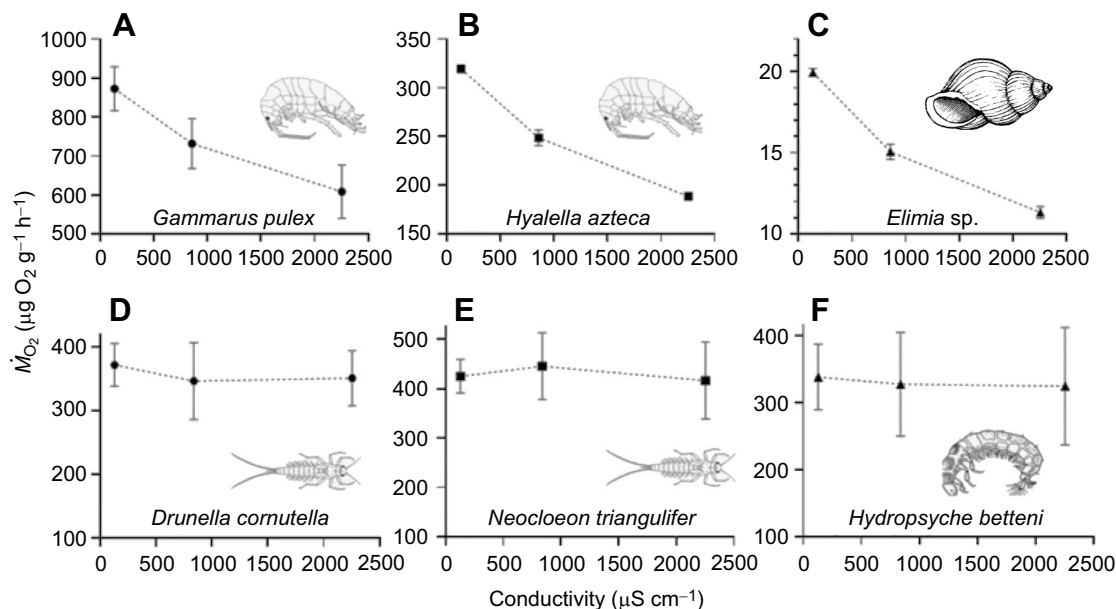 A
B
C
1000
900
800
700
600
500
350
300
250
200
150
20
15
10
Gammarus pulex
Hyalella azteca
Elimia sp.
0 500 1000 1500 2000 2500
0 500 1000 1500 2000 2500
0 500 1000 1500 2000 2500
ṀO₂ (μg O₂ g⁻¹ h⁻¹)
D
E
F
400
300
200
100
500
400
300
200
100
400
300
200
100
Drunella cornutella
Neocloeon triangulifer
Hydropsyche betteni
0 500 1000 1500 2000 2500
0 500 1000 1500 2000 2500
0 500 1000 1500 2000 2500
Conductivity (μS cm⁻¹)